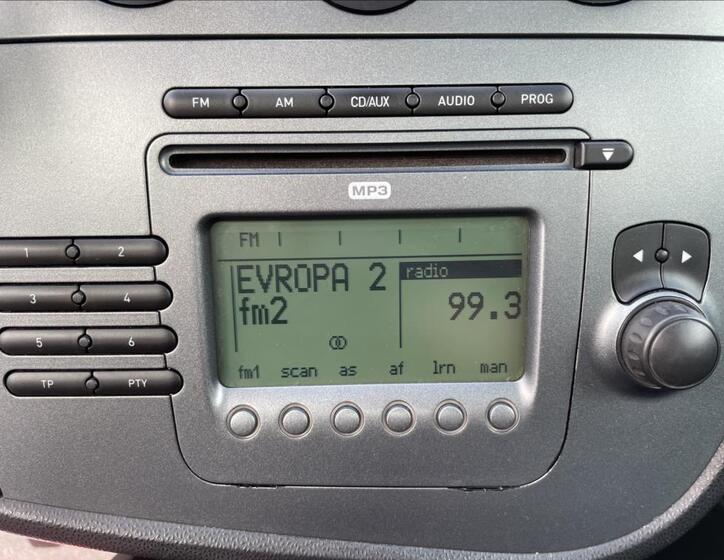 FM AM CD/AUX AUDIO PROG
MP3
1 2
3 4
5 6
TP PTY
FM
EVROPA 2 radio
fm2 99.3
fm1 scan as af lrn man